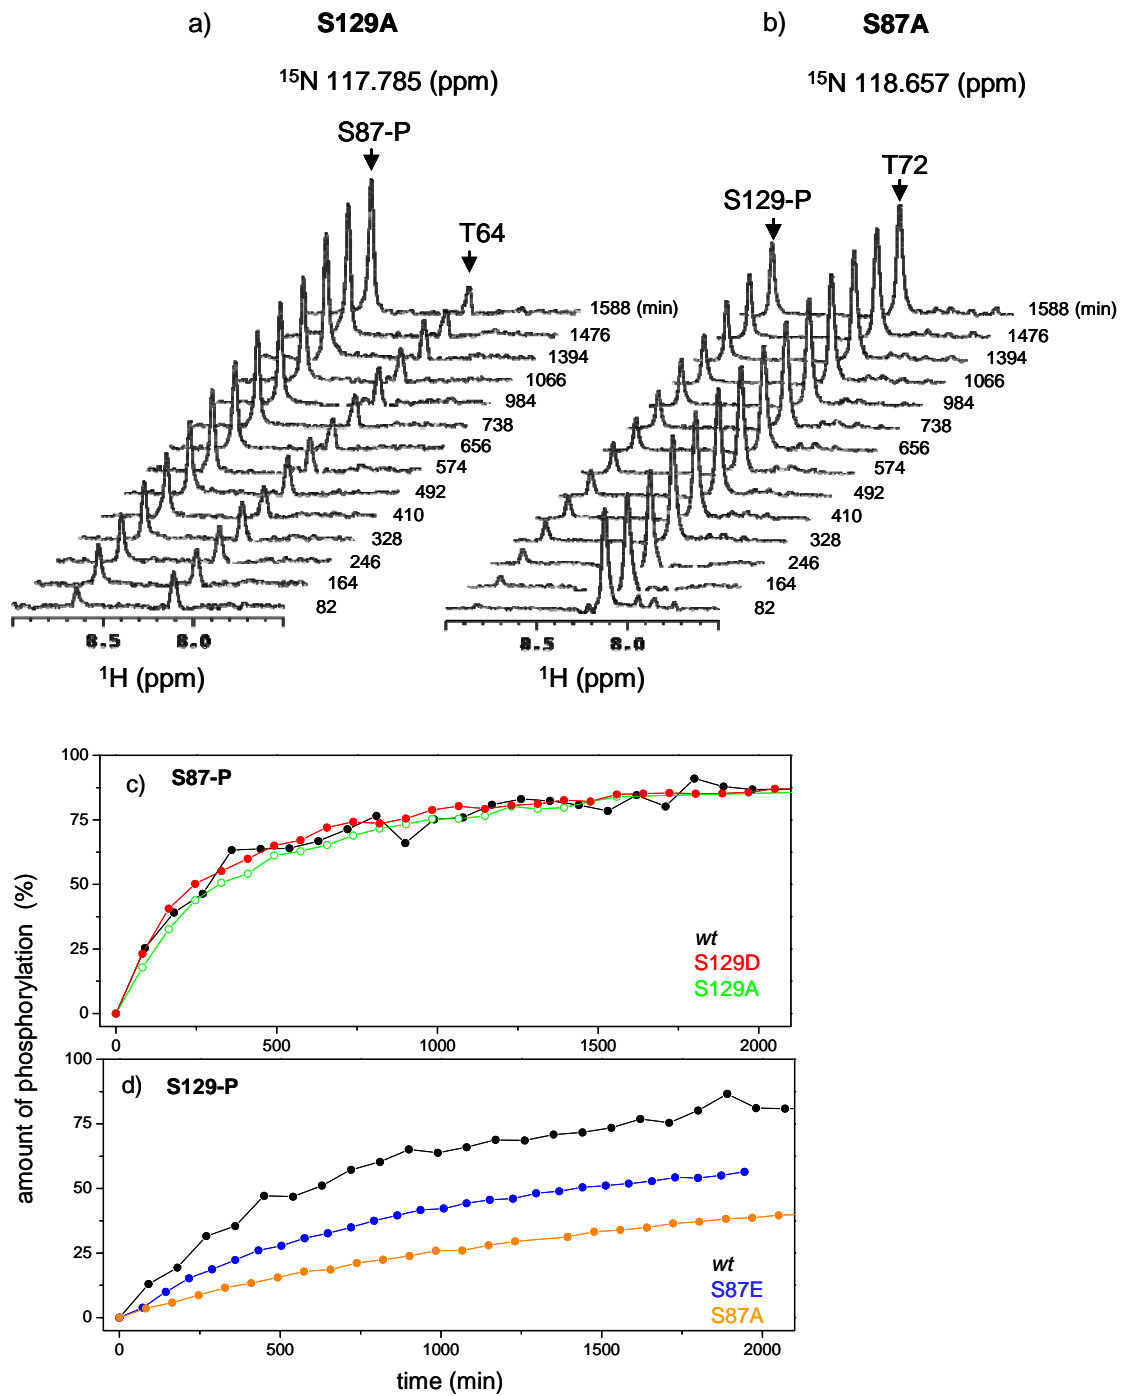 a) S129A
b) S87A
¹⁵N 117.785 (ppm)
¹⁵N 118.657 (ppm)
S87-P
T64
S129-P
T72
1588 (min)
1476
1394
1066
984
738
656
574
492
410
328
246
164
82
8.5 8.0
¹H (ppm)
1588 (min)
1476
1394
1066
984
738
656
574
492
410
328
246
164
82
8.5 8.0
¹H (ppm)
amount of phosphorylation (%)
c) S87-P
100
75
50
25
0
wt
S129D
S129A
0 500 1000 1500 2000
d) S129-P
100
75
50
25
0
wt
S87E
S87A
0 500 1000 1500 2000
time (min)